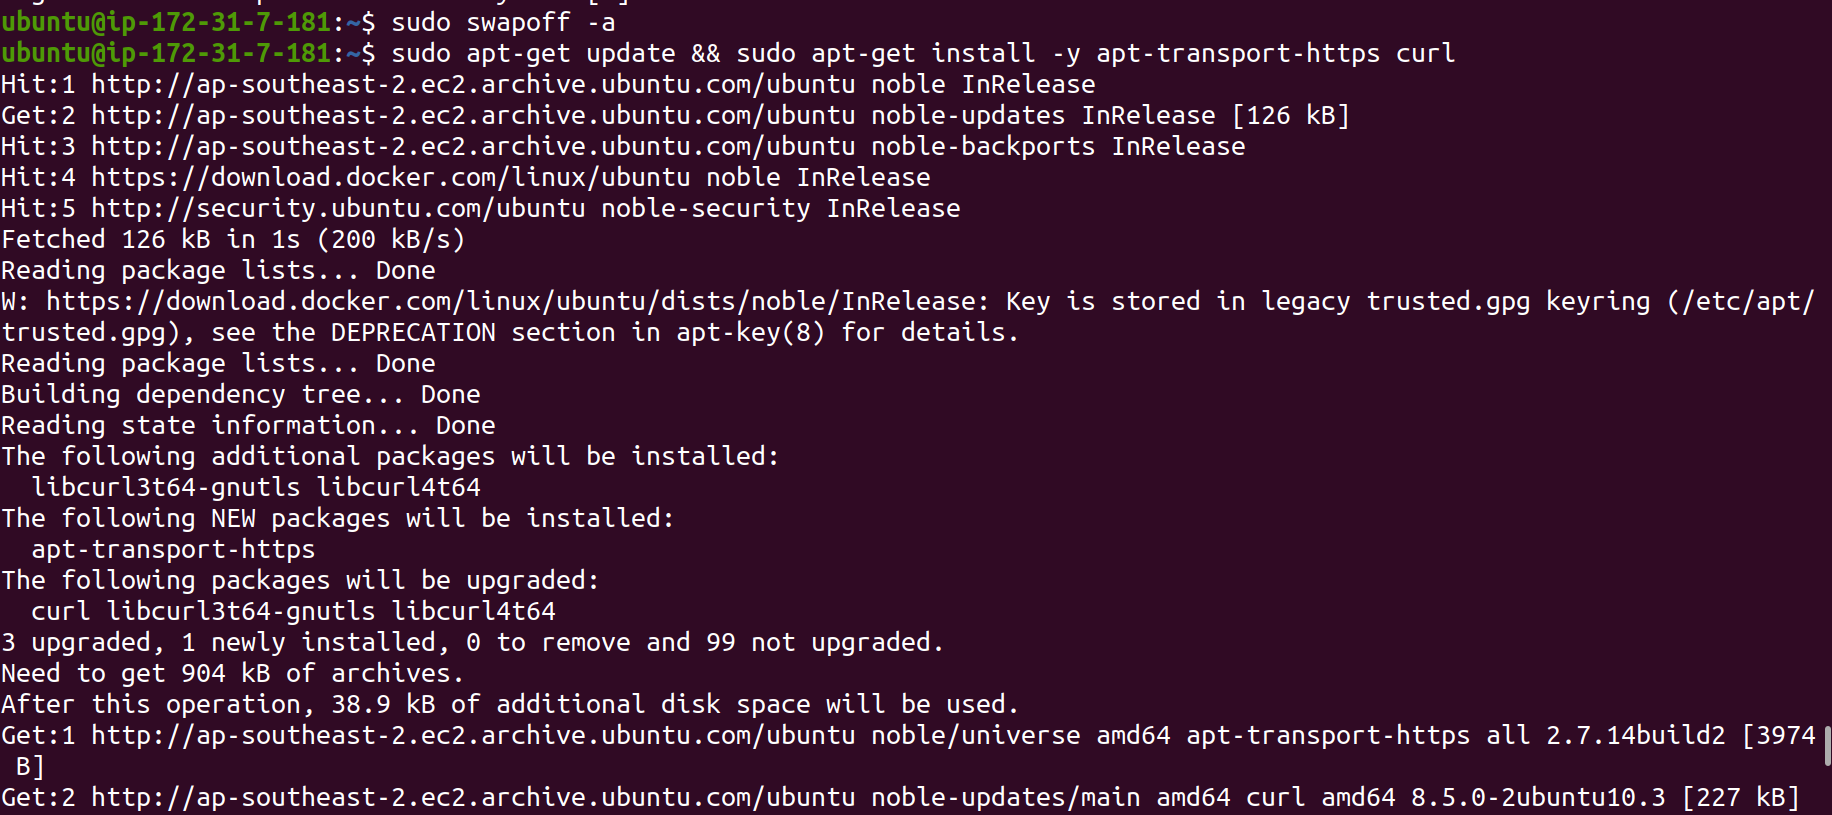 ubuntu@ip-172-31-7-181:~$ sudo swapoff -a
ubuntu@ip-172-31-7-181:~$ sudo apt-get update && sudo apt-get install -y apt-transport-https curl
Hit:1 http://ap-southeast-2.ec2.archive.ubuntu.com/ubuntu noble InRelease
Get:2 http://ap-southeast-2.ec2.archive.ubuntu.com/ubuntu noble-updates InRelease [126 kB]
Hit:3 http://ap-southeast-2.ec2.archive.ubuntu.com/ubuntu noble-backports InRelease
Hit:4 https://download.docker.com/linux/ubuntu noble InRelease
Hit:5 http://security.ubuntu.com/ubuntu noble-security InRelease
Fetched 126 kB in 1s (200 kB/s)
Reading package lists... Done
W: https://download.docker.com/linux/ubuntu/dists/noble/InRelease: Key is stored in legacy trusted.gpg keyring (/etc/apt/
trusted.gpg), see the DEPRECATION section in apt-key(8) for details.
Reading package lists... Done
Building dependency tree... Done
Reading state information... Done
The following additional packages will be installed:
  libcurl3t64-gnutls libcurl4t64
The following NEW packages will be installed:
  apt-transport-https
The following packages will be upgraded:
  curl libcurl3t64-gnutls libcurl4t64
3 upgraded, 1 newly installed, 0 to remove and 99 not upgraded.
Need to get 904 kB of archives.
After this operation, 38.9 kB of additional disk space will be used.
Get:1 http://ap-southeast-2.ec2.archive.ubuntu.com/ubuntu noble/universe amd64 apt-transport-https all 2.7.14build2 [3974
 B]
Get:2 http://ap-southeast-2.ec2.archive.ubuntu.com/ubuntu noble-updates/main amd64 curl amd64 8.5.0-2ubuntu10.3 [227 kB]